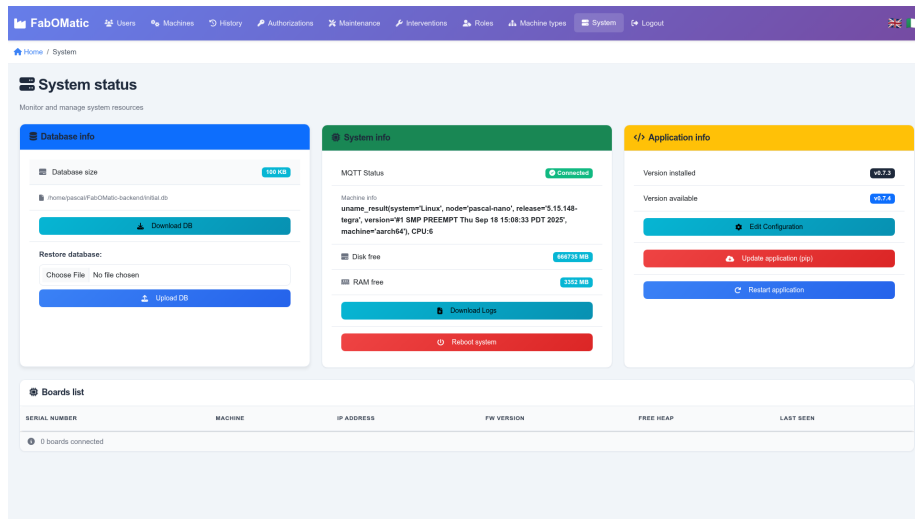 FabOMatic Users Machines History Authorizations Maintenance Interventions Roles Machine types System Logout
Home / System
System status
Monitor and manage system resources
Database info
Database size 100 KB
/home/pascal/FabOMatic-backend/initial.db
Download DB
Restore database:
Choose File No file chosen
Upload DB
System info
MQTT Status Connected
Machine Info
uname_result(system='Linux', node='pascal-nano', release='5.15.148-
tegra', version='#1 SMP PREEMPT Thu Sep 18 15:08:33 PDT 2025',
machine='aarch64'), CPU:6
Disk free 666735 MB
RAM free 3352 MB
Download Logs
Reboot system
Application info
Version installed v0.7.3
Version available v0.7.4
Edit Configuration
Update application (pip)
Restart application
Boards list
SERIAL NUMBER MACHINE IP ADDRESS FW VERSION FREE HEAP LAST SEEN
0 boards connected